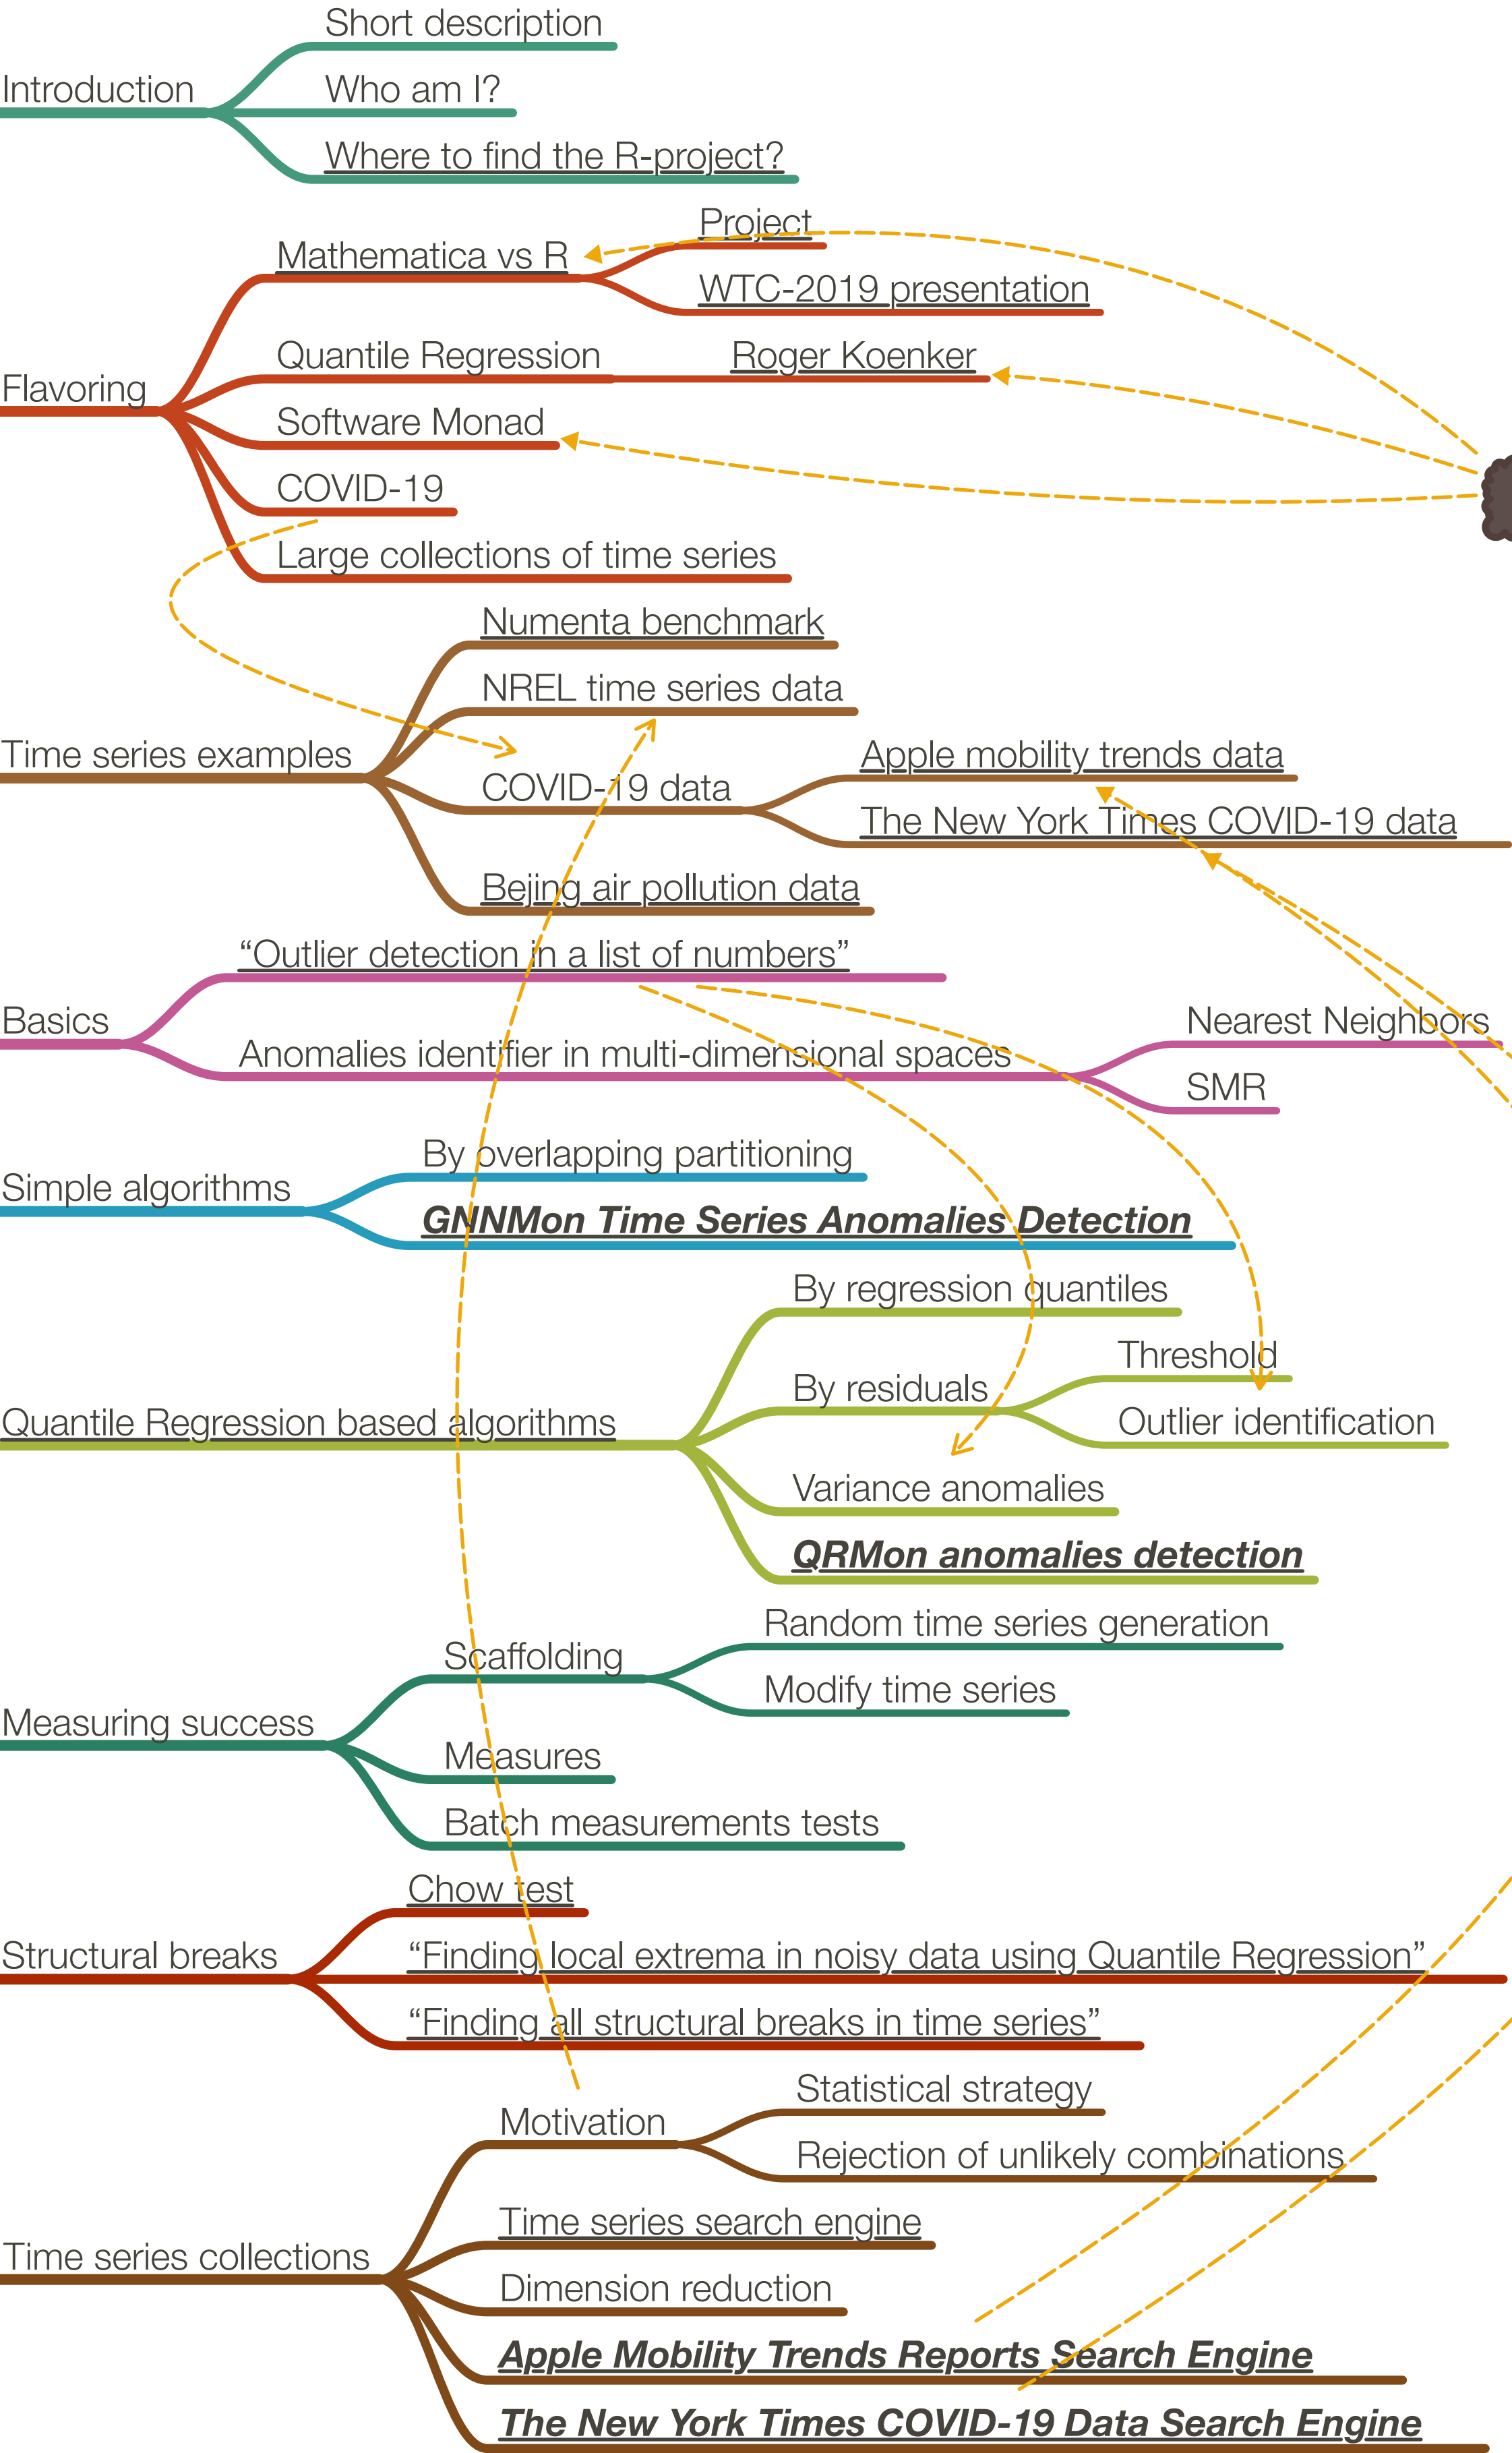 Short description
Introduction
Who am I?
Where to find the R-project?
Project
Mathematica vs R
WTC-2019 presentation
Quantile Regression
Roger Koenker
Flavoring
Software Monad
COVID-19
Large collections of time series
Numenta benchmark
NREL time series data
Time series examples
Apple mobility trends data
COVID-19 data
The New York Times COVID-19 data
Bejing air pollution data
“Outlier detection in a list of numbers”
Basics
Nearest Neighbors
Anomalies identifier in multi-dimensional spaces
SMR
By overlapping partitioning
Simple algorithms
GNNMon Time Series Anomalies Detection
By regression quantiles
Threshold
By residuals
Quantile Regression based algorithms
Outlier identification
Variance anomalies
QRMon anomalies detection
Random time series generation
Scaffolding
Modify time series
Measuring success
Measures
Batch measurements tests
Chow test
Structural breaks
“Finding local extrema in noisy data using Quantile Regression”
“Finding all structural breaks in time series”
Statistical strategy
Motivation
Rejection of unlikely combinations
Time series search engine
Time series collections
Dimension reduction
Apple Mobility Trends Reports Search Engine
The New York Times COVID-19 Data Search Engine